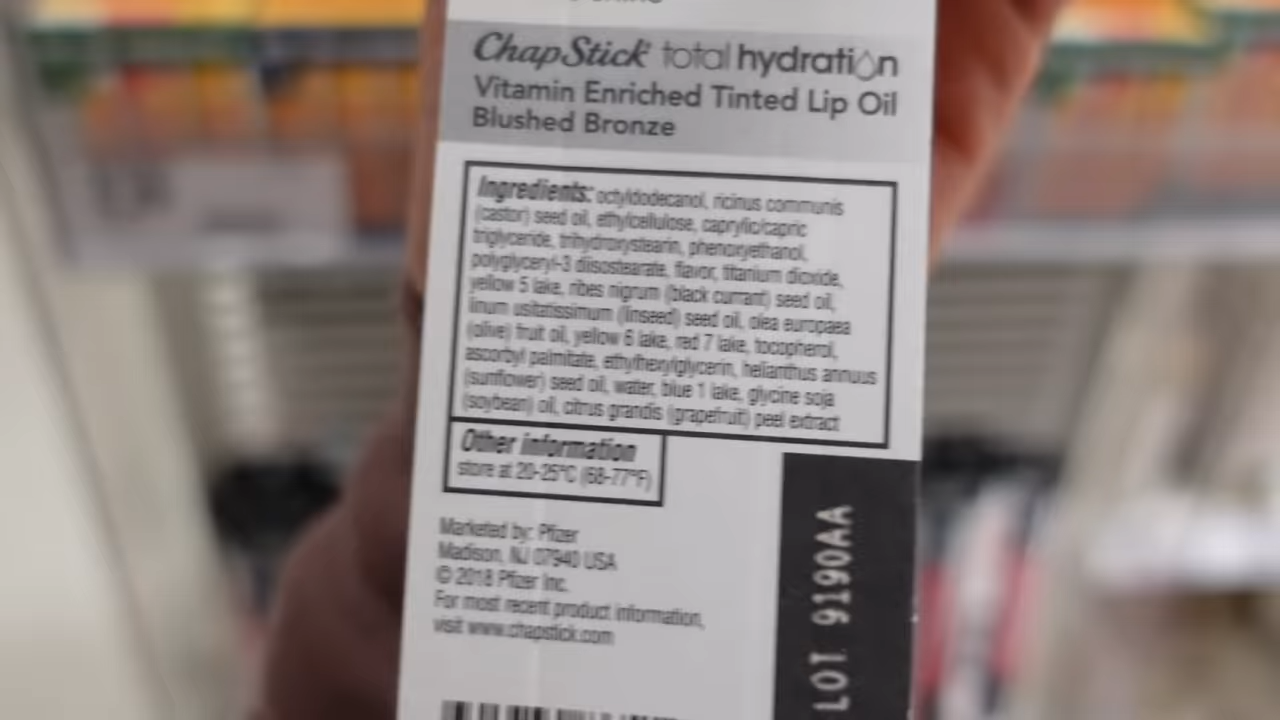 ChapStick total hydration
Vitamin Enriched Tinted Lip Oil
Blushed Bronze
Ingredients: octyldodecanol, ricinus communis
(castor) seed oil, ethylcellulose, caprylic/capric
triglyceride, trihydroxystearin, phenoxyethanol,
polyglyceryl-3 diisostearate, flavor, titanium dioxide,
yellow 5 lake, ribes nigrum (black currant) seed oil,
linum usitatissimum (linseed) seed oil, olea europaea
(olive) fruit oil, yellow 6 lake, red 7 lake, tocopherol,
ascorbyl palmitate, ethylhexylglycerin, helianthus annuus
(sunflower) seed oil, water, blue 1 lake, glycine soja
(soybean) oil, citrus grandis (grapefruit) peel extract
Other information
store at 20-25°C (68-77°F)
Marketed by: Pfizer
Madison, NJ 07940 USA
© 2018 Pfizer Inc.
For most recent product information,
visit www.chapstick.com
LOT 9190AA